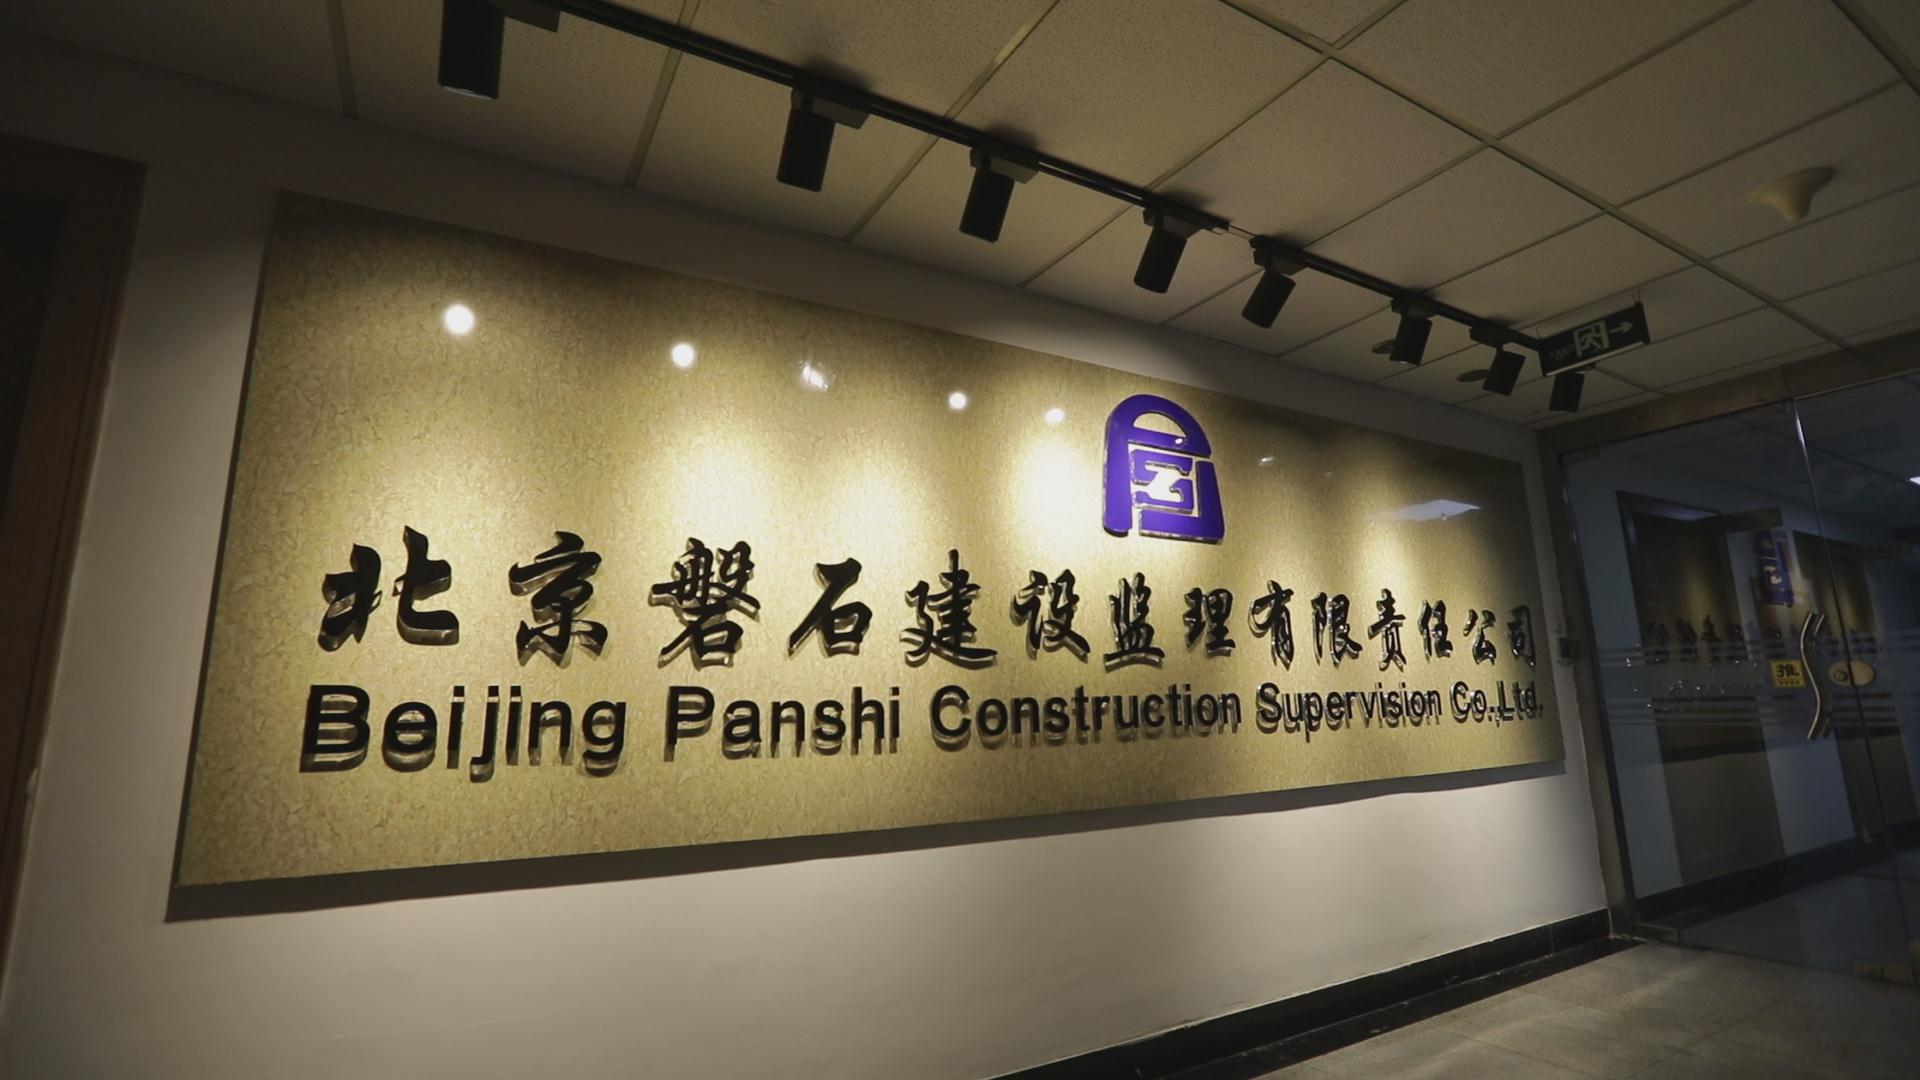 北京磐石建设监理有限责任公司
Beijing Panshi Construction Supervision Co.,Ltd.
推